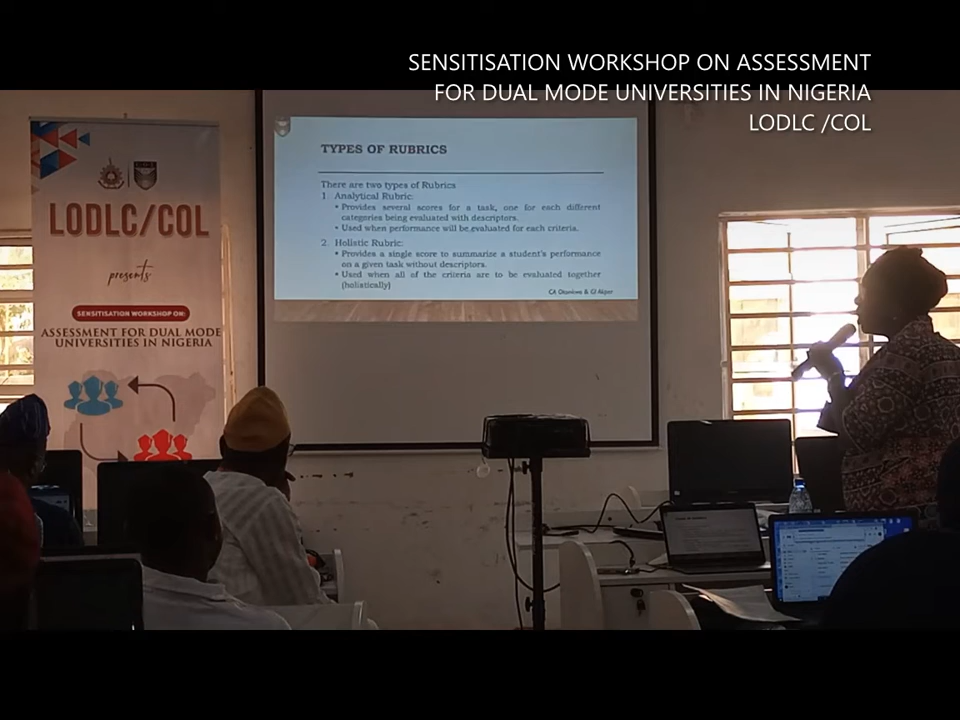 SENSITISATION WORKSHOP ON ASSESSMENT
FOR DUAL MODE UNIVERSITIES IN NIGERIA
LODLC /COL
LODLC/COL
presents
SENSITISATION WORKSHOP ON:
ASSESSMENT FOR DUAL MODE
UNIVERSITIES IN NIGERIA
TYPES OF RUBRICS
There are two types of Rubrics
1. Analytical Rubric:
• Provides several scores for a task, one for each different
categories being evaluated with descriptors.
• Used when performance will be evaluated for each criteria.
2. Holistic Rubric:
• Provides a single score to summarize a student's performance
on a given task without descriptors.
• Used when all of the criteria are to be evaluated together
(holistically)